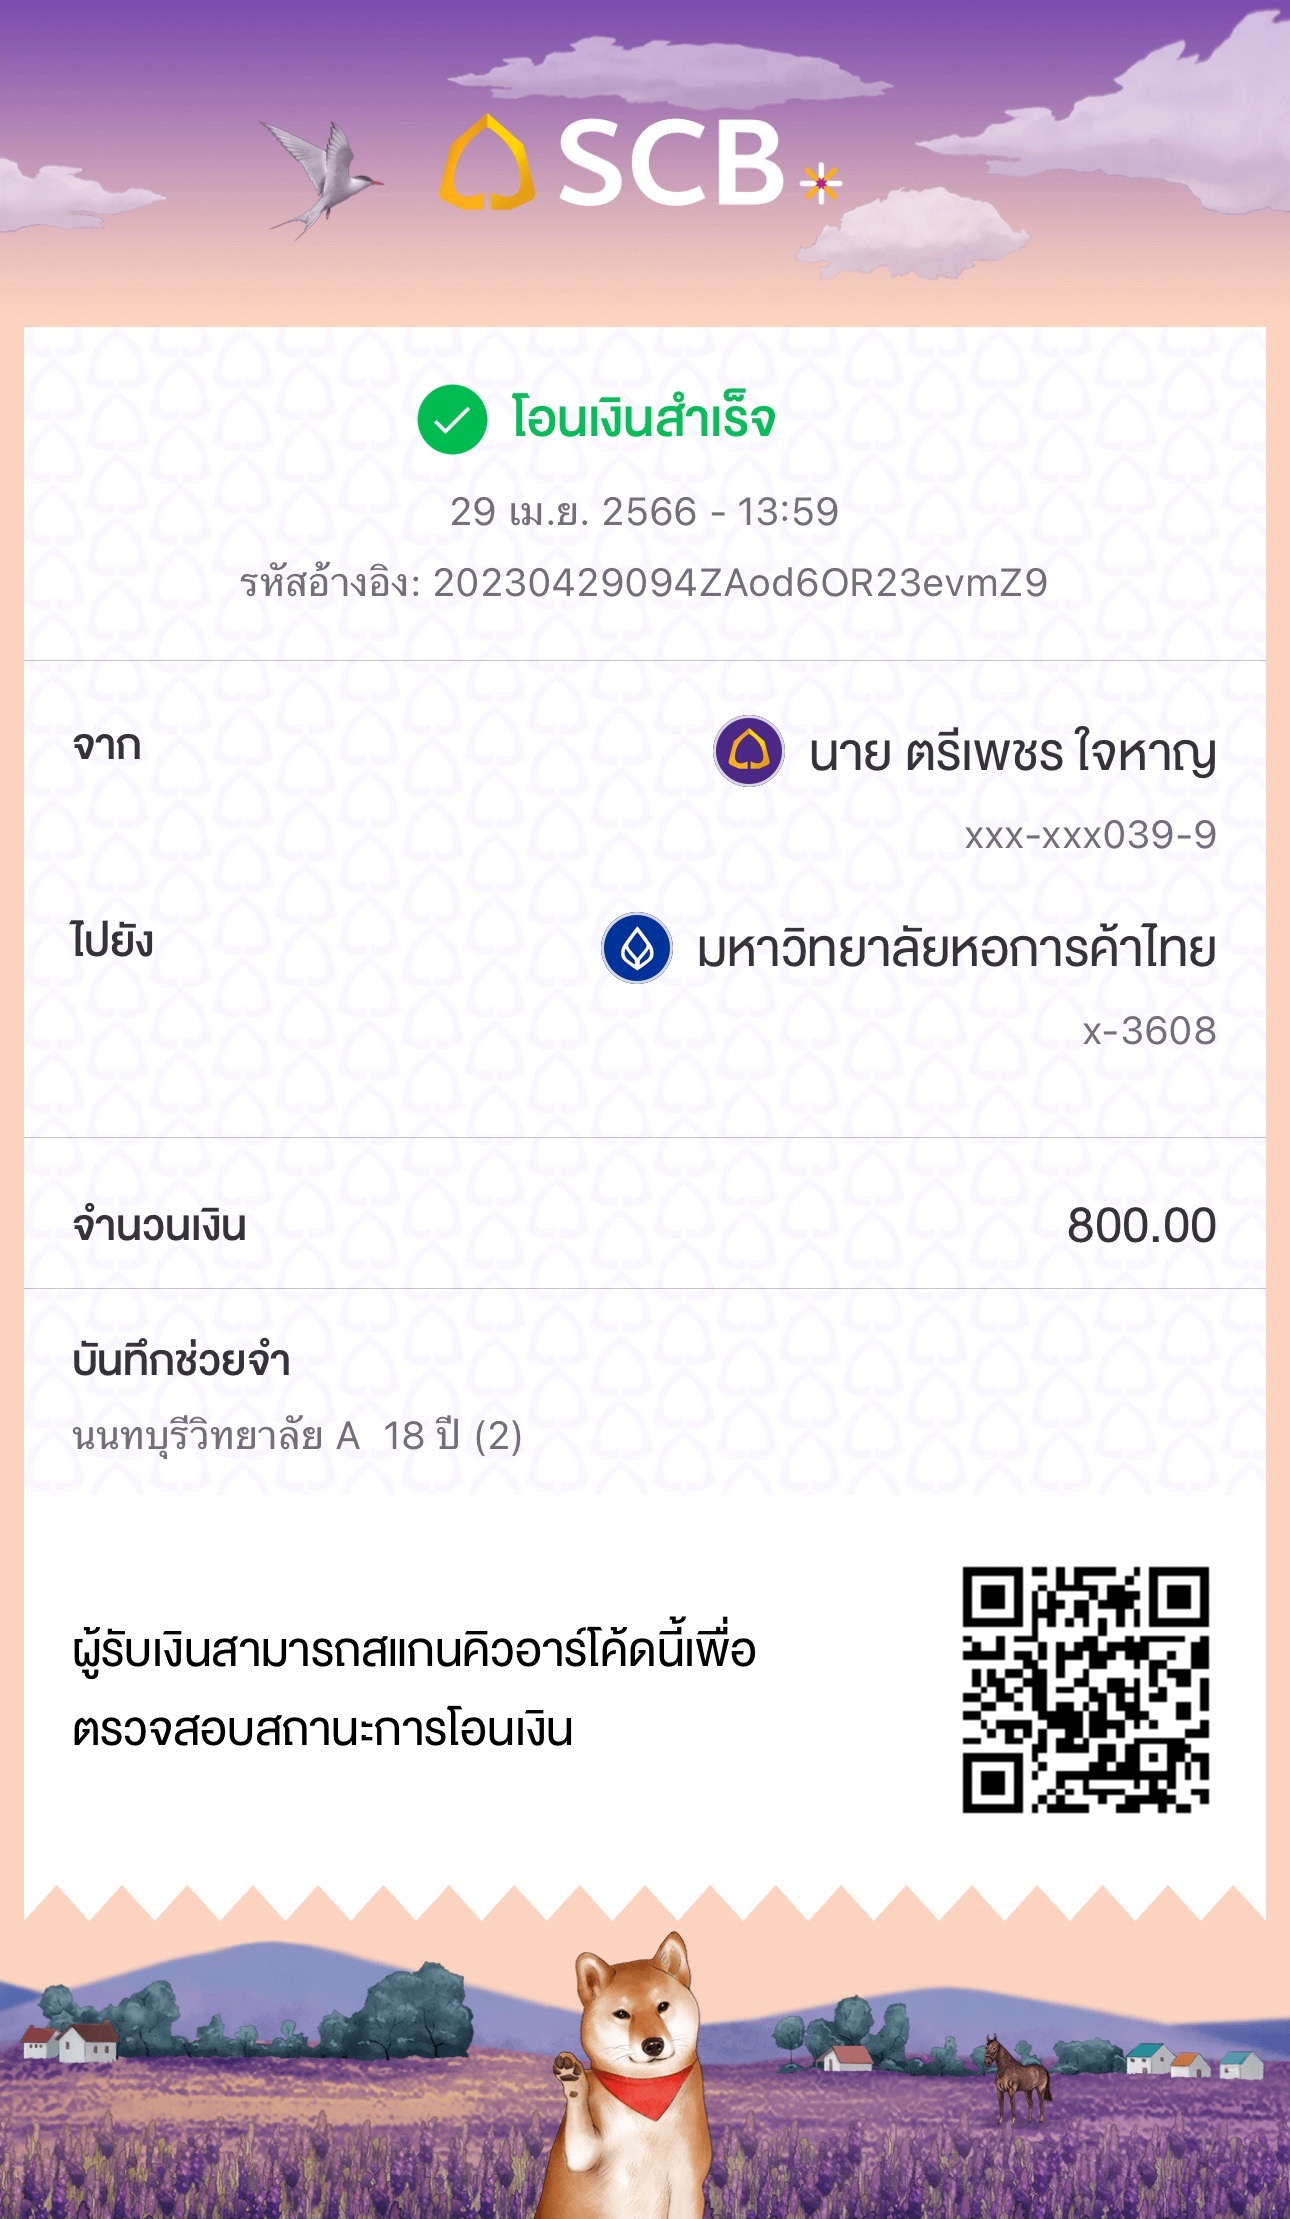 SCB
โอนเงินสำเร็จ
29 เม.ย. 2566 - 13:59
รหัสอ้างอิง: 20230429094ZAod6OR23evmZ9
จาก
นาย ตรีเพชร ใจหาญ
xxx-xxx039-9
ไปยัง
มหาวิทยาลัยหอการค้าไทย
x-3608
จำนวนเงิน
800.00
บันทึกช่วยจำ
นนทบุรีวิทยาลัย A  18 ปี (2)
ผู้รับเงินสามารถสแกนคิวอาร์โค้ดนี้เพื่อ
ตรวจสอบสถานะการโอนเงิน